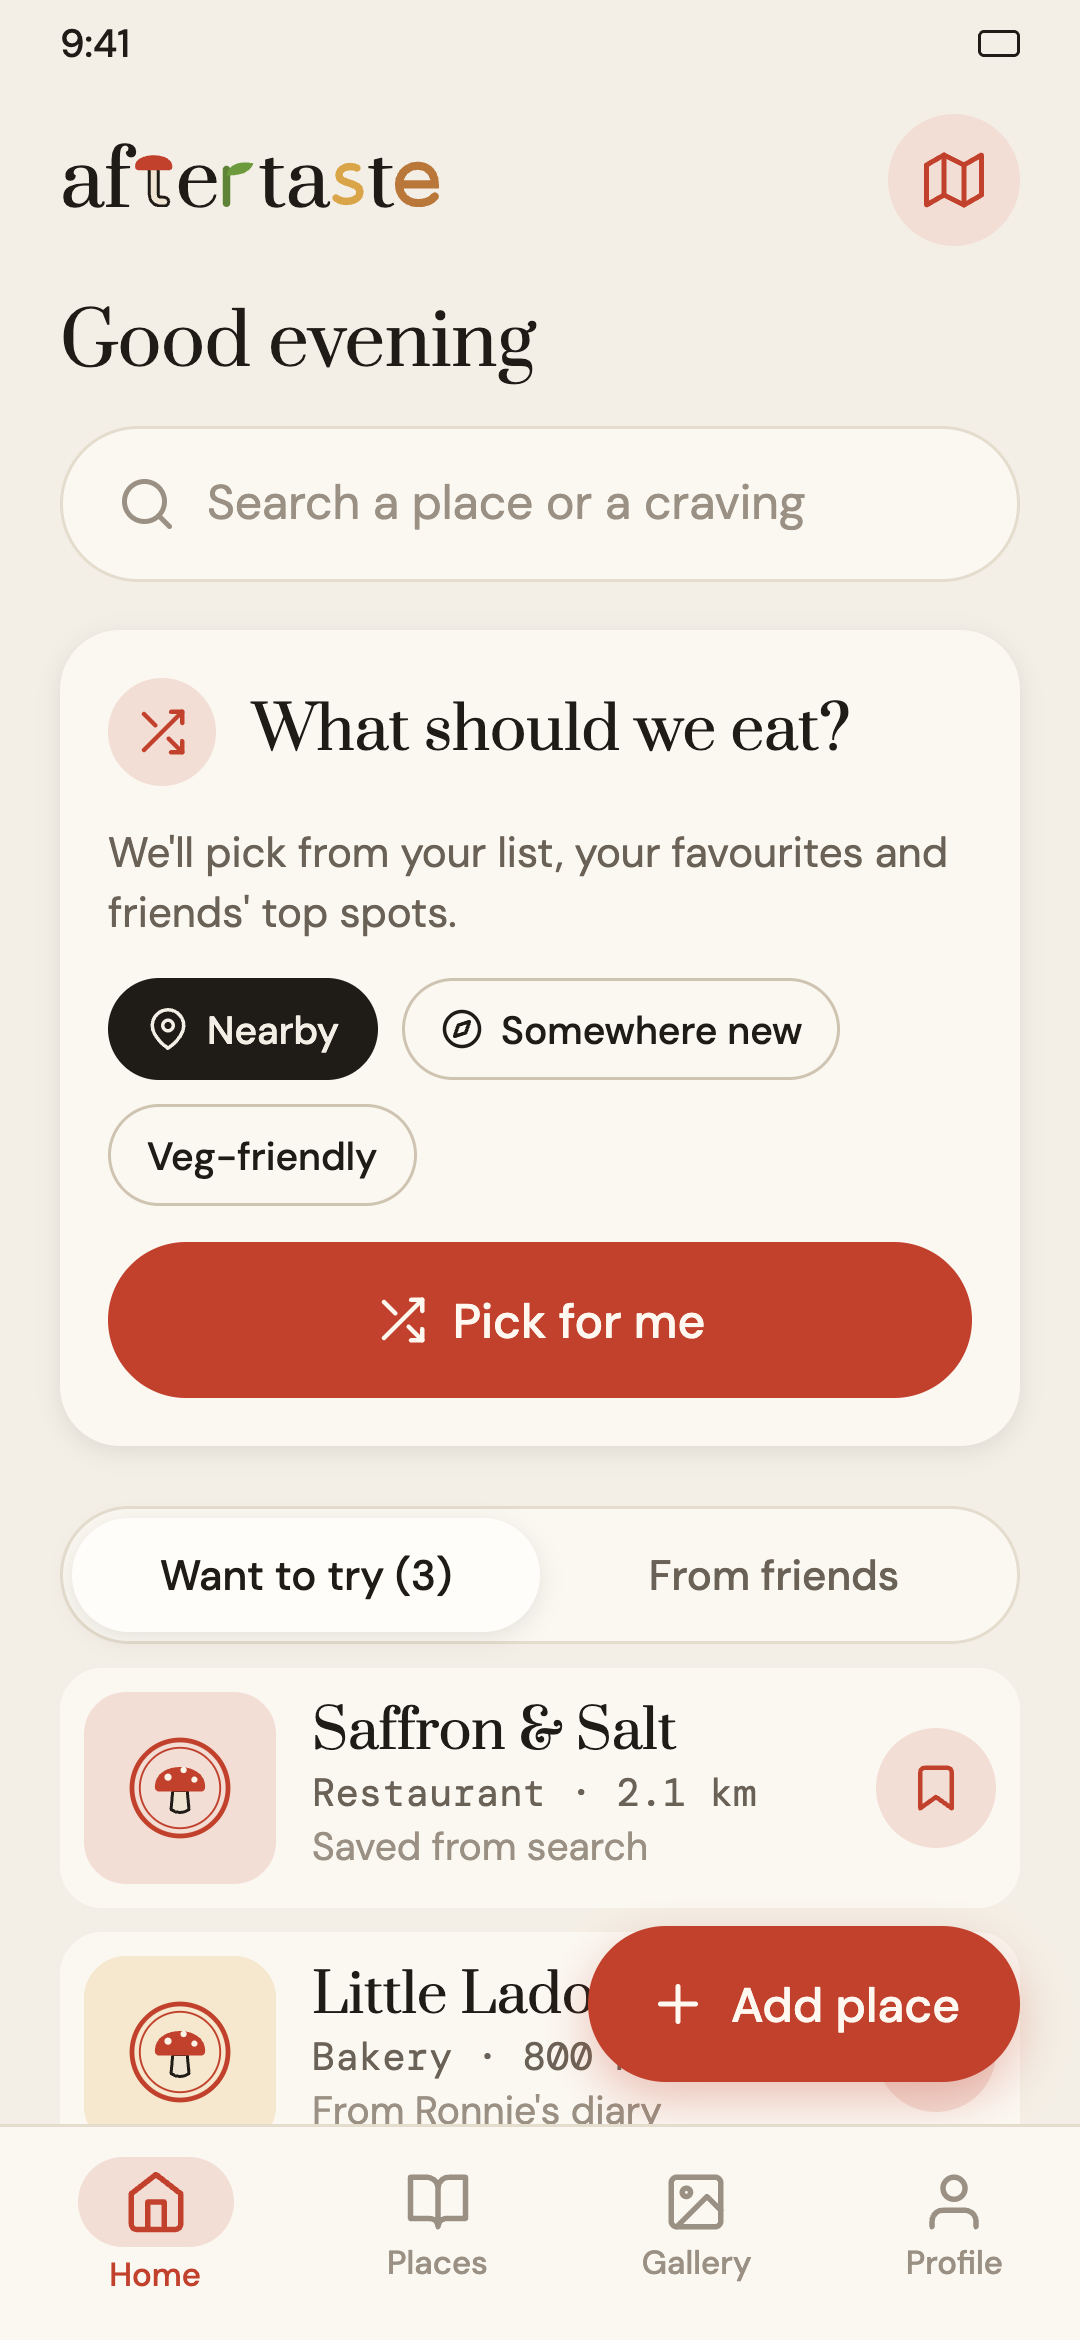 9:41
aftertaste
Good evening
Search a place or a craving
What should we eat?
We'll pick from your list, your favourites and
friends' top spots.
Nearby
Somewhere new
Veg-friendly
Pick for me
Want to try (3)
From friends
Saffron & Salt
Restaurant · 2.1 km
Saved from search
Little
Bakery · 800
From Ronnie's diary
Add place
Home
Places
Gallery
Profile